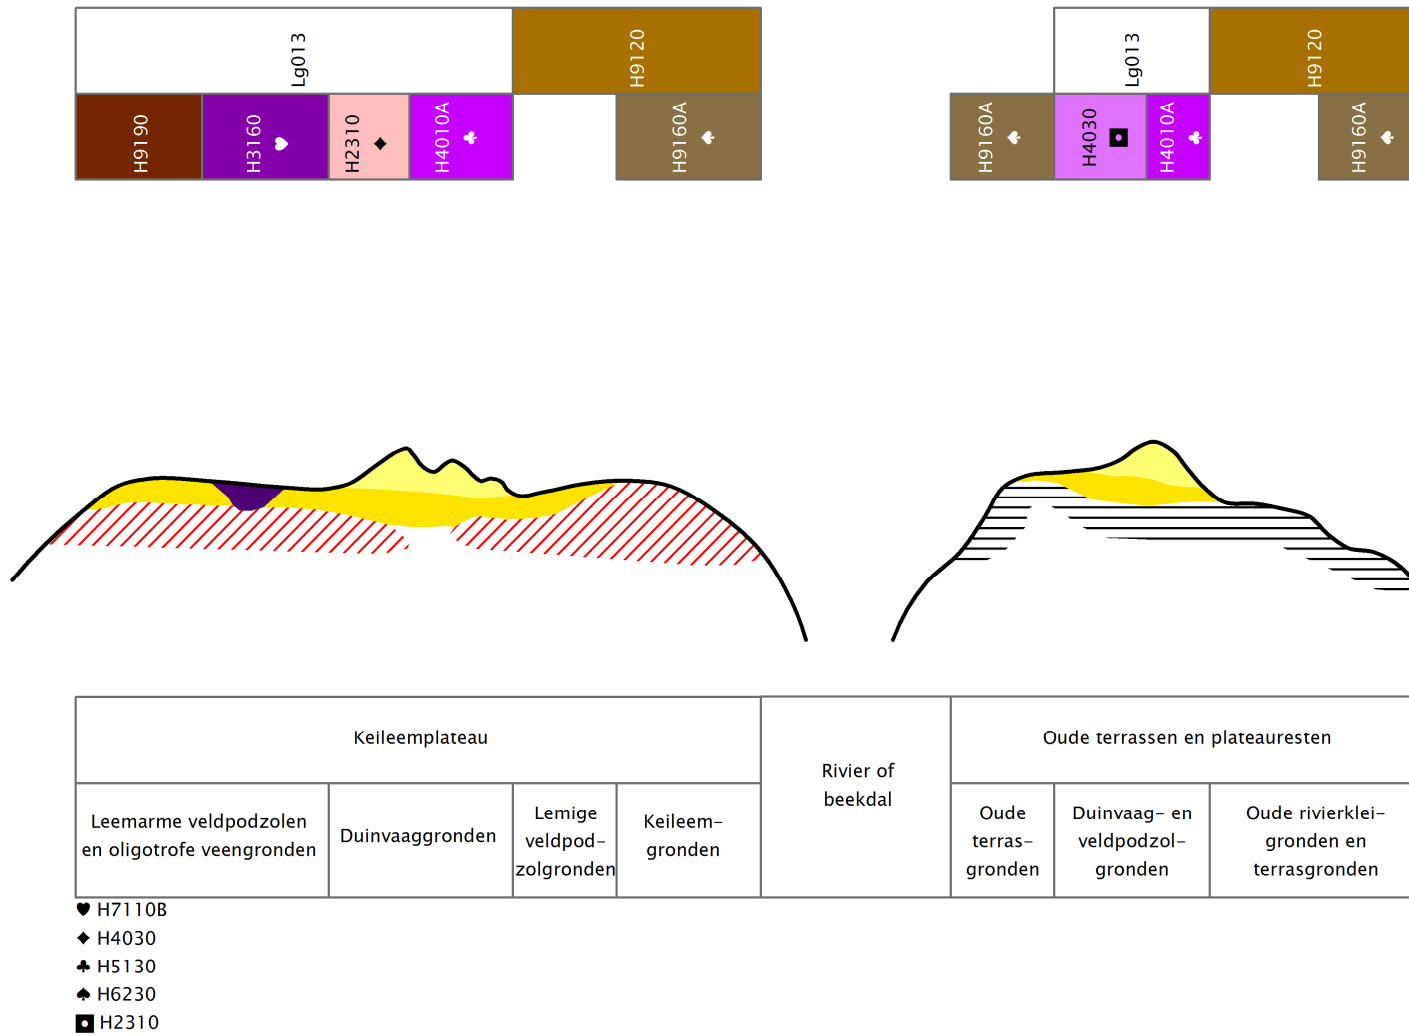 Lg013
H9120
Lg013
H9120
H9190
H3160
H2310
H4010A
H9160A
H9160A
H4030
H4010A
H9160A
Keileemplateau
Oude terrassen en plateauresten
Rivier of
beekdal
Leemarme veldpodzolen
en oligotrofe veengronden
Duinvaaggronden
Lemige
veldpod–
zolgronden
Keileem–
gronden
Oude
terras–
gronden
Duinvaag– en
veldpodzol–
gronden
Oude rivierklei–
gronden en
terrasgronden
♥ H7110B
♦ H4030
♣ H5130
♠ H6230
◘ H2310